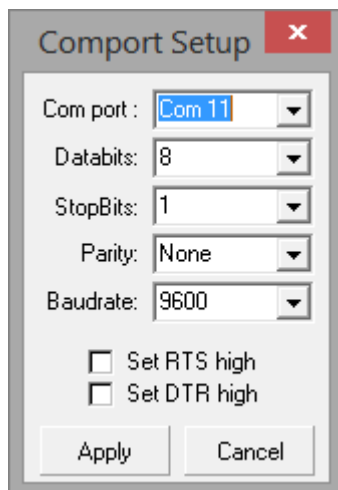 Comport Setup
Com port : Com 11
Databits: 8
StopBits: 1
Parity: None
Baudrate: 9600
Set RTS high
Set DTR high
Apply Cancel